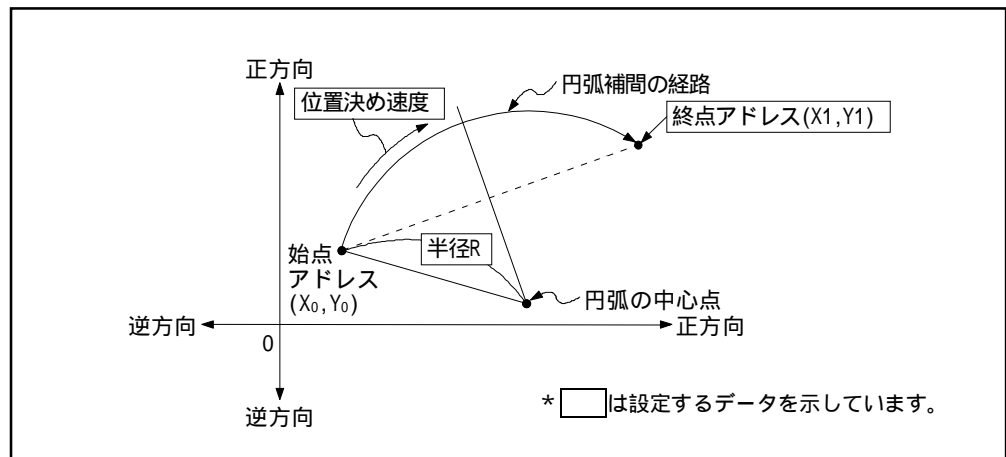 正方向
円弧補間の経路
位置決め速度
終点アドレス(X1,Y1)
半径R
始点
アドレス
(X₀,Y₀)
円弧の中心点
逆方向
正方向
0
逆方向
*□は設定するデータを示しています。